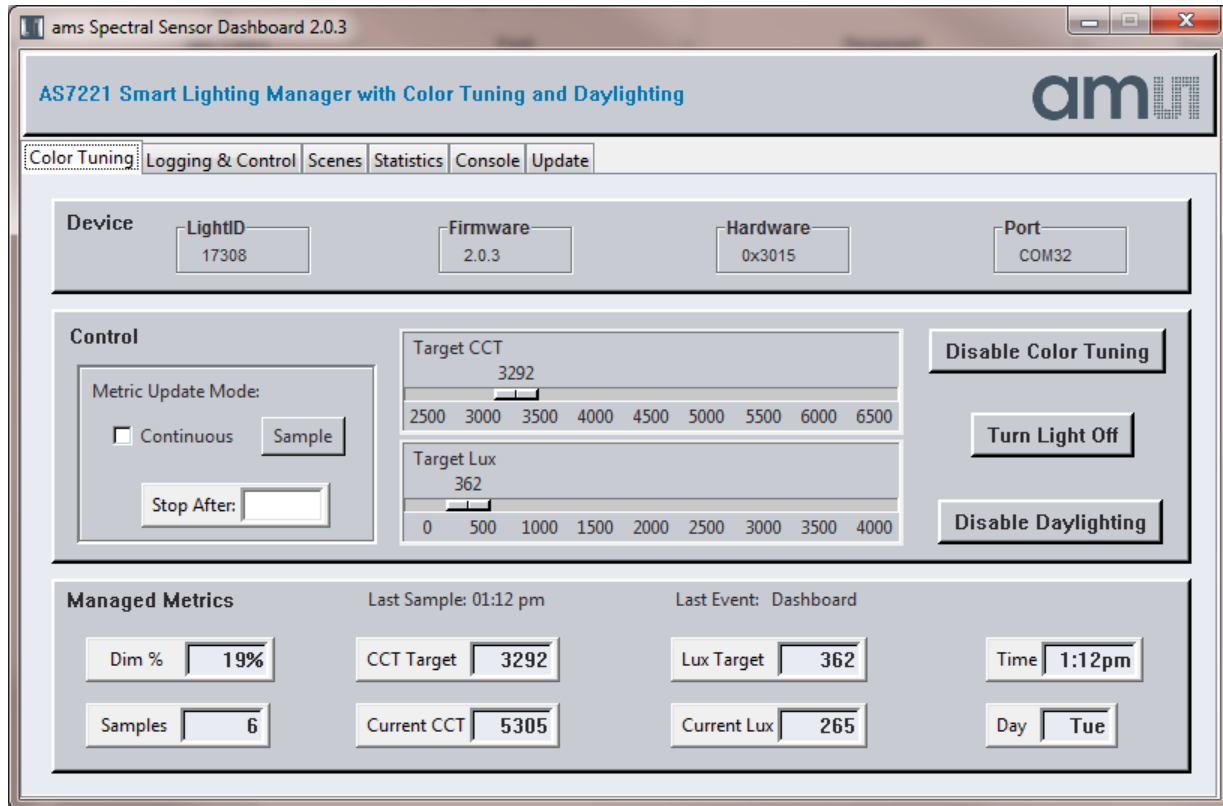 ams Spectral Sensor Dashboard 2.0.3
AS7221 Smart Lighting Manager with Color Tuning and Daylighting
am
Color Tuning Logging & Control Scenes Statistics Console Update
Device
LightID Firmware Hardware Port
17308 2.0.3 0x3015 COM32
Control
Metric Update Mode:
Continuous Sample
Stop After:
Target CCT
3292
2500 3000 3500 4000 4500 5000 5500 6000 6500
Target Lux
362
0 500 1000 1500 2000 2500 3000 3500 4000
Disable Color Tuning
Turn Light Off
Disable Daylighting
Managed Metrics Last Sample: 01:12 pm Last Event: Dashboard
Dim % 19% CCT Target 3292 Lux Target 362 Time 1:12pm
Samples 6 Current CCT 5305 Current Lux 265 Day Tue